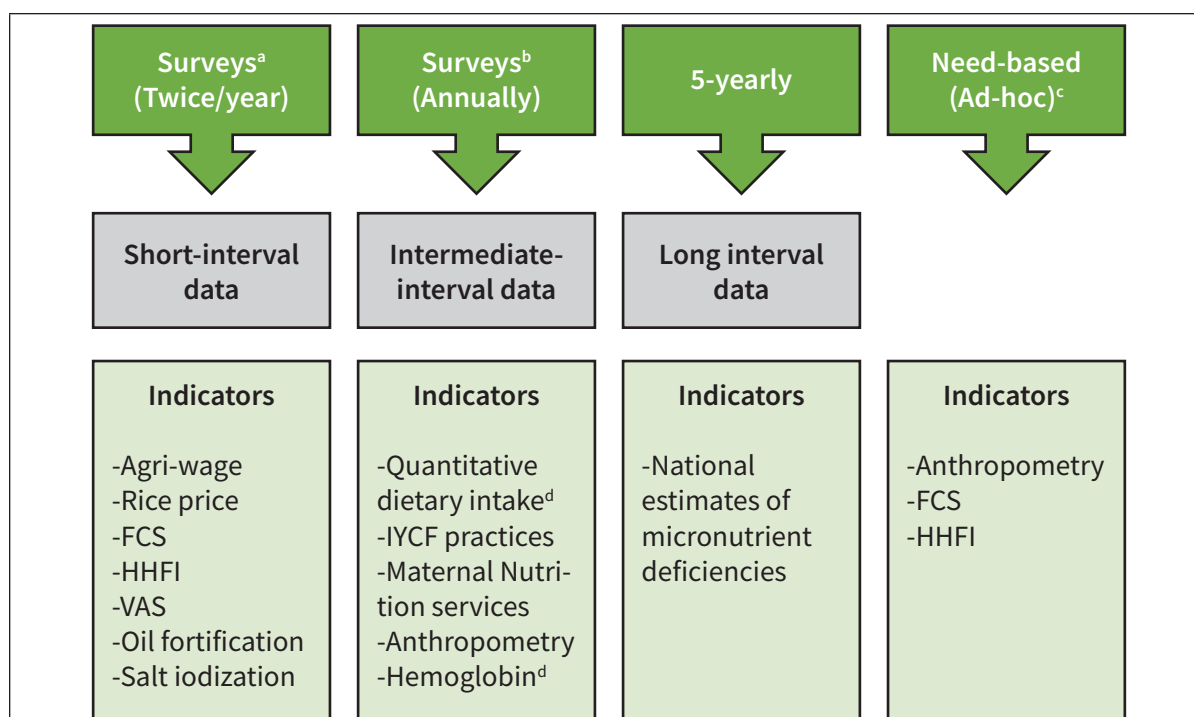 Surveysᵃ
(Twice/year)
Surveysᵇ
(Annually)
5-yearly
Need-based
(Ad-hoc)ᶜ
Short-interval
data
Intermediate-
interval data
Long interval
data
Indicators
-Agri-wage
-Rice price
-FCS
-HHFI
-VAS
-Oil fortification
-Salt iodization
Indicators
-Quantitative
dietary intakeᵈ
-IYCF practices
-Maternal Nutri-
tion services
-Anthropometry
-Hemoglobinᵈ
Indicators
-National
estimates of
micronutrient
deficiencies
Indicators
-Anthropometry
-FCS
-HHFI